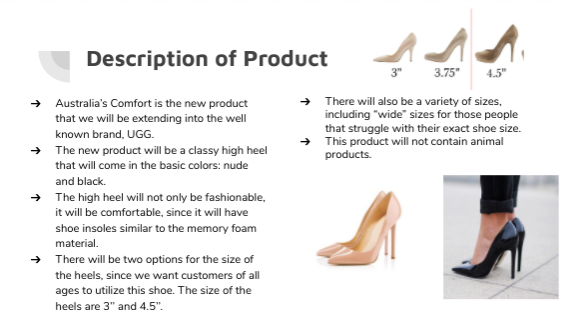 Description of Product
3" 3.75" 4.5"
➔ Australia's Comfort is the new product
that we will be extending into the well
known brand, UGG.
➔ The new product will be a classy high heel
that will come in the basic colors: nude
and black.
➔ The high heel will not only be fashionable,
it will be comfortable, since it will have
shoe insoles similar to the memory foam
material.
➔ There will be two options for the size of
the heels, since we want customers of all
ages to utilize this shoe. The size of the
heels are 3” and 4.5”.
➔ There will also be a variety of sizes,
including “wide” sizes for those people
that struggle with their exact shoe size.
➔ This product will not contain animal
products.